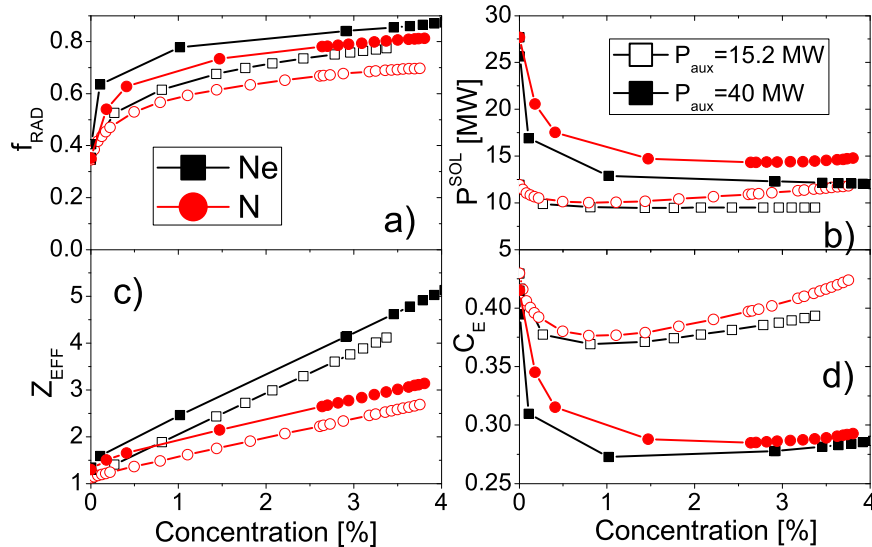 a)
f_RAD
0.8
0.6
0.4
0.2
0.0
Ne
N
b)
P^SOL [MW]
30
25
20
15
10
5
P_aux=15.2 MW
P_aux=40 MW
c)
Z_EFF
5
4
3
2
1
0 1 2 3 4
Concentration [%]
d)
C_E
0.40
0.35
0.30
0.25
0 1 2 3 4
Concentration [%]